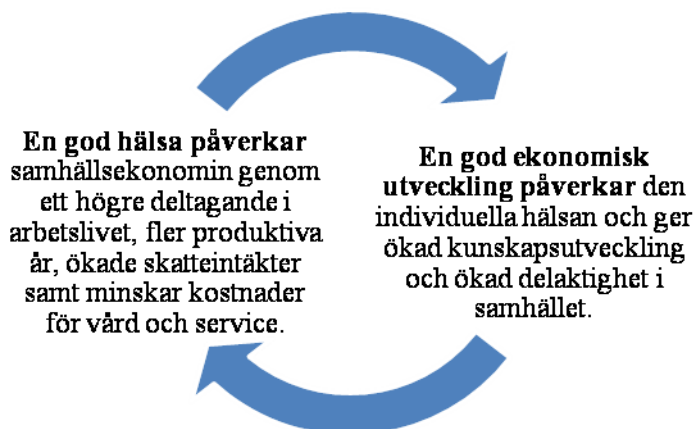 En god hälsa påverkar
samhällsekonomin genom
ett högre deltagande i
arbetslivet, fler produktiva
år, ökade skatteintäkter
samt minskar kostnader
för vård och service.
En god ekonomisk
utveckling påverkar den
individuella hälsan och ger
ökad kunskapsutveckling
och ökad delaktighet i
samhället.